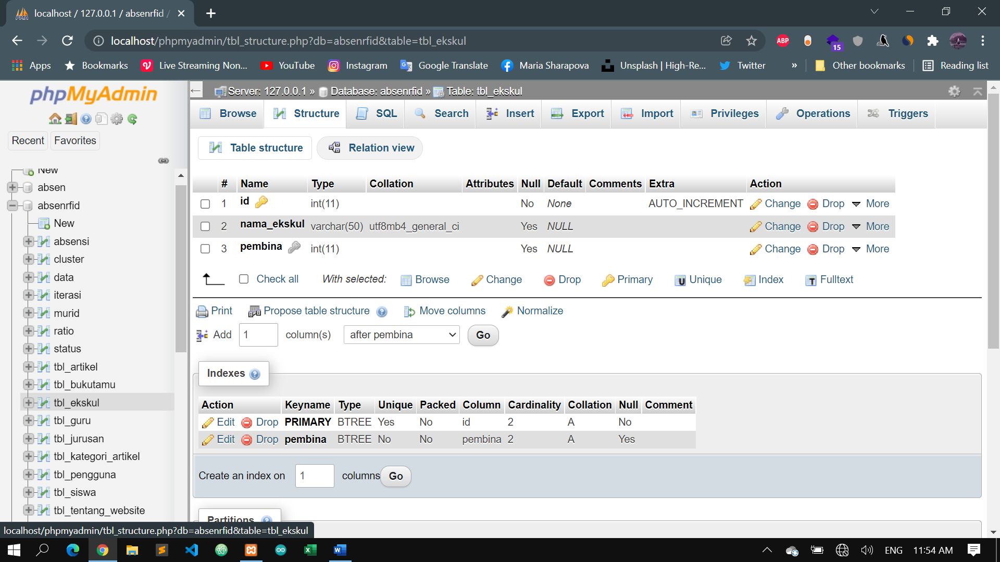 localhost / 127.0.0.1 / absenrfid /
localhost/phpmyadmin/tbl_structure.php?db=absenrfid&table=tbl_ekskul
ABP
15
Apps Bookmarks Live Streaming Non... YouTube Instagram Google Translate Maria Sharapova Unsplash | High-Re... Twitter » Other bookmarks Reading list
phpMyAdmin
Recent Favorites
New
absen
absenrfid
New
absensi
cluster
data
iterasi
murid
ratio
status
tbl_artikel
tbl_bukutamu
tbl_ekskul
tbl_guru
tbl_jurusan
tbl_kategori_artikel
tbl_pengguna
tbl_siswa
tbl_tentang_website
Server: 127.0.0.1 » Database: absenrfid » Table: tbl_ekskul
Browse Structure SQL Search Insert Export Import Privileges Operations Triggers
Table structure Relation view
# Name Type Collation Attributes Null Default Comments Extra Action
1 id int(11) No None AUTO_INCREMENT Change Drop More
2 nama_ekskul varchar(50) utf8mb4_general_ci Yes NULL Change Drop More
3 pembina int(11) Yes NULL Change Drop More
Check all With selected: Browse Change Drop Primary Unique Index Fulltext
Print Propose table structure Move columns Normalize
Add 1 column(s) after pembina Go
Indexes
Action Keyname Type Unique Packed Column Cardinality Collation Null Comment
Edit Drop PRIMARY BTREE Yes No id 2 A No
Edit Drop pembina BTREE No No pembina 2 A Yes
Create an index on 1 columns Go
Partitions
localhost/phpmyadmin/tbl_structure.php?db=absenrfid&table=tbl_ekskul
ENG 11:54 AM